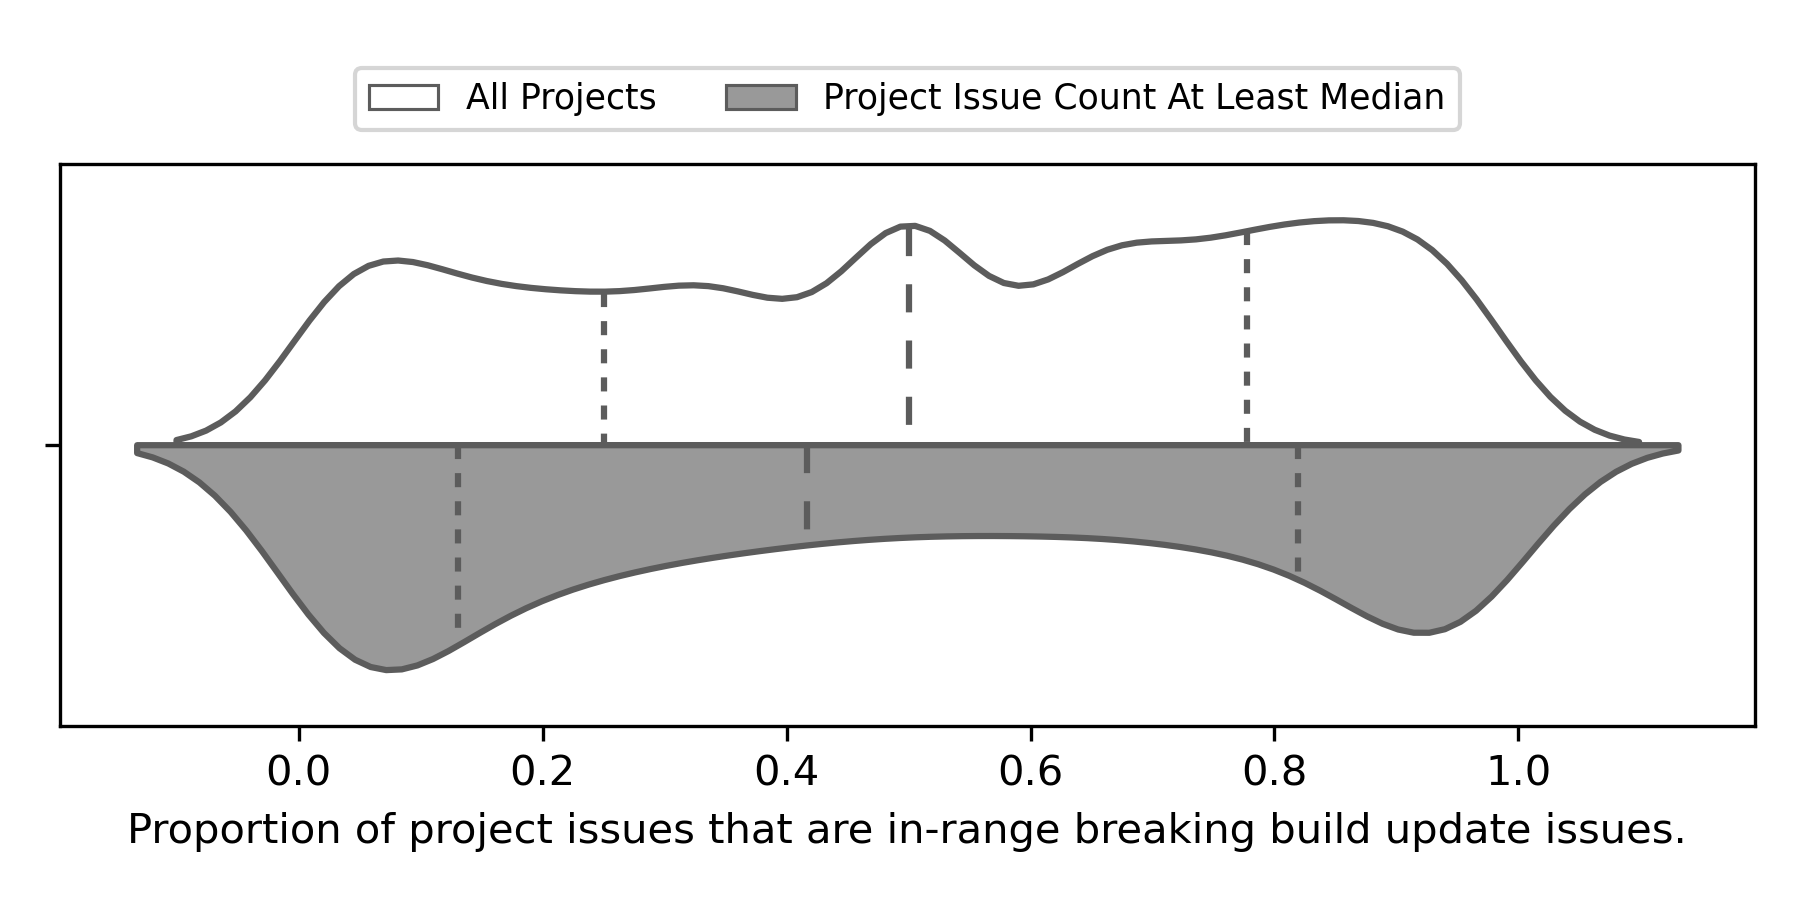 All Projects Project Issue Count At Least Median
0.0 0.2 0.4 0.6 0.8 1.0
Proportion of project issues that are in-range breaking build update issues.